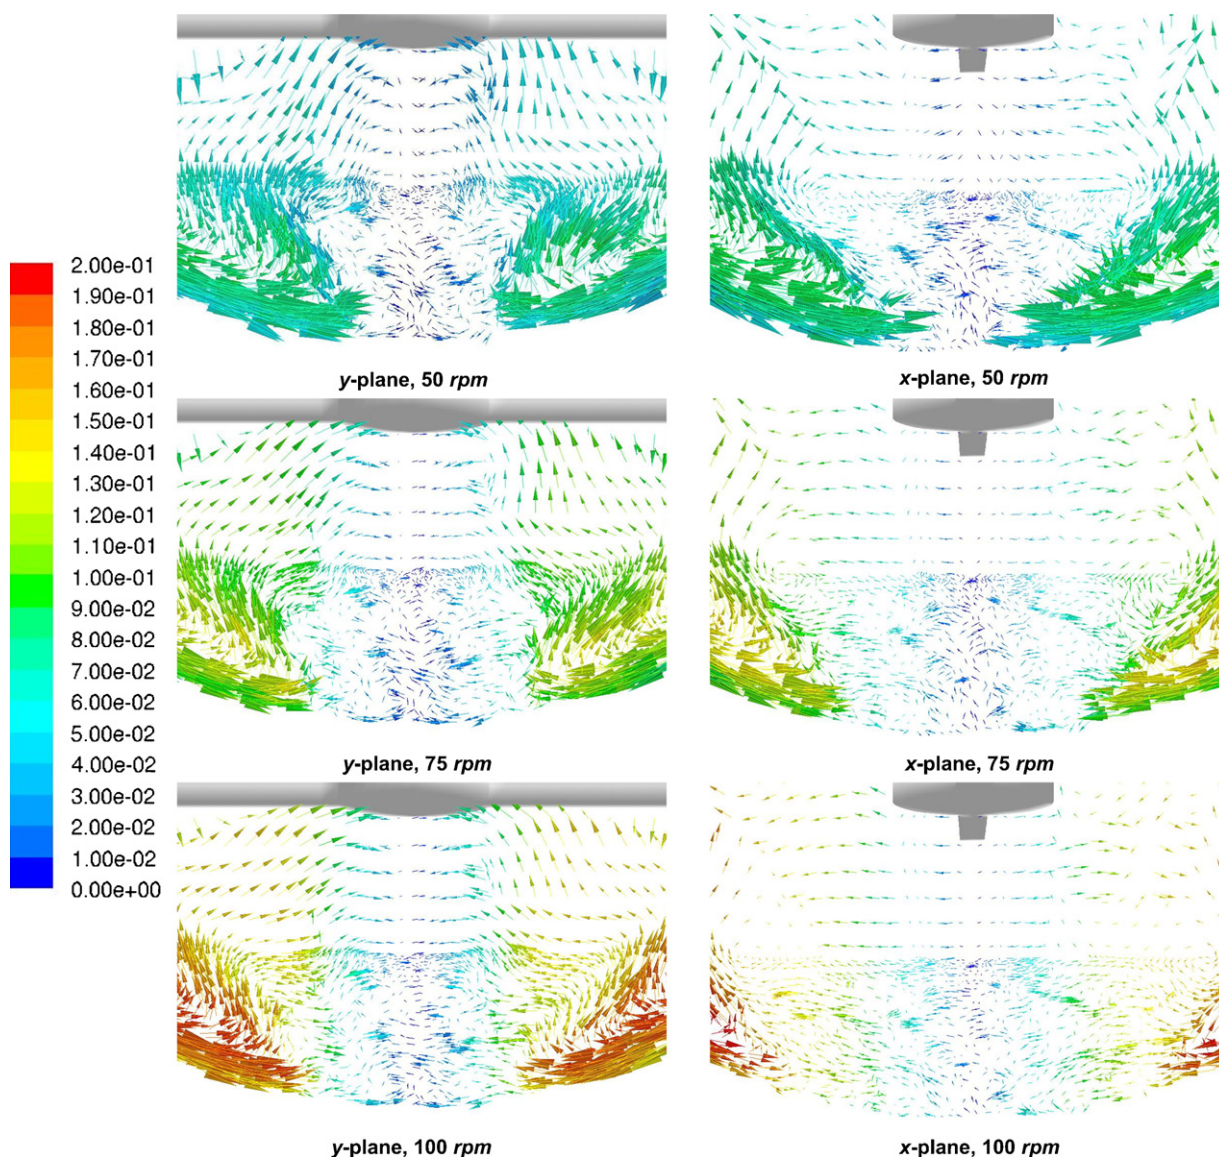 y-plane, 50 rpm
x-plane, 50 rpm
2.00e-01
1.90e-01
1.80e-01
1.70e-01
1.60e-01
1.50e-01
1.40e-01
1.30e-01
1.20e-01
1.10e-01
1.00e-01
9.00e-02
8.00e-02
7.00e-02
6.00e-02
5.00e-02
4.00e-02
3.00e-02
2.00e-02
1.00e-02
0.00e+00
y-plane, 75 rpm
x-plane, 75 rpm
y-plane, 100 rpm
x-plane, 100 rpm